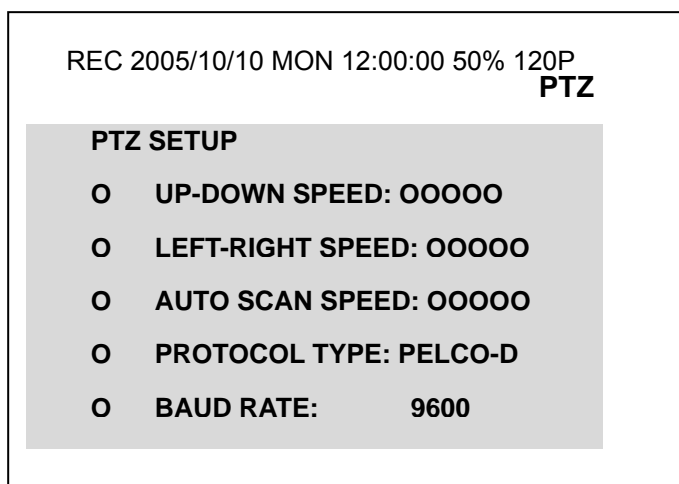 REC 2005/10/10 MON 12:00:00 50% 120P
PTZ
PTZ SETUP
O UP-DOWN SPEED: OOOOO
O LEFT-RIGHT SPEED: OOOOO
O AUTO SCAN SPEED: OOOOO
O PROTOCOL TYPE: PELCO-D
O BAUD RATE: 9600